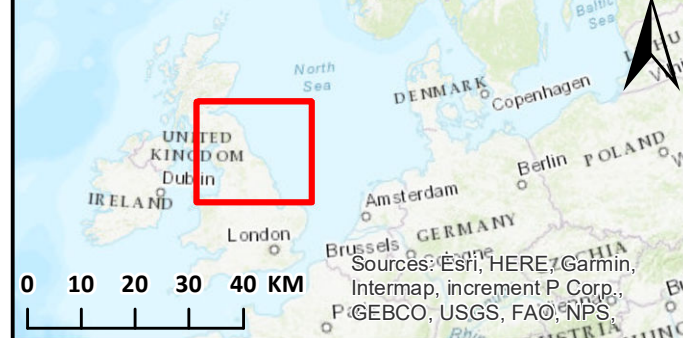 Baltic
Sea
North
Sea
DENMARK
Copenhagen
UNITED
KINGDOM
Berlin
POLAND
Dublin
IRELAND
Amsterdam
London
GERMANY
Brussels
0 10 20 30 40 KM
Sources: Esri, HERE, Garmin,
Intermap, increment P Corp.,
GEBCO, USGS, FAO, NPS,